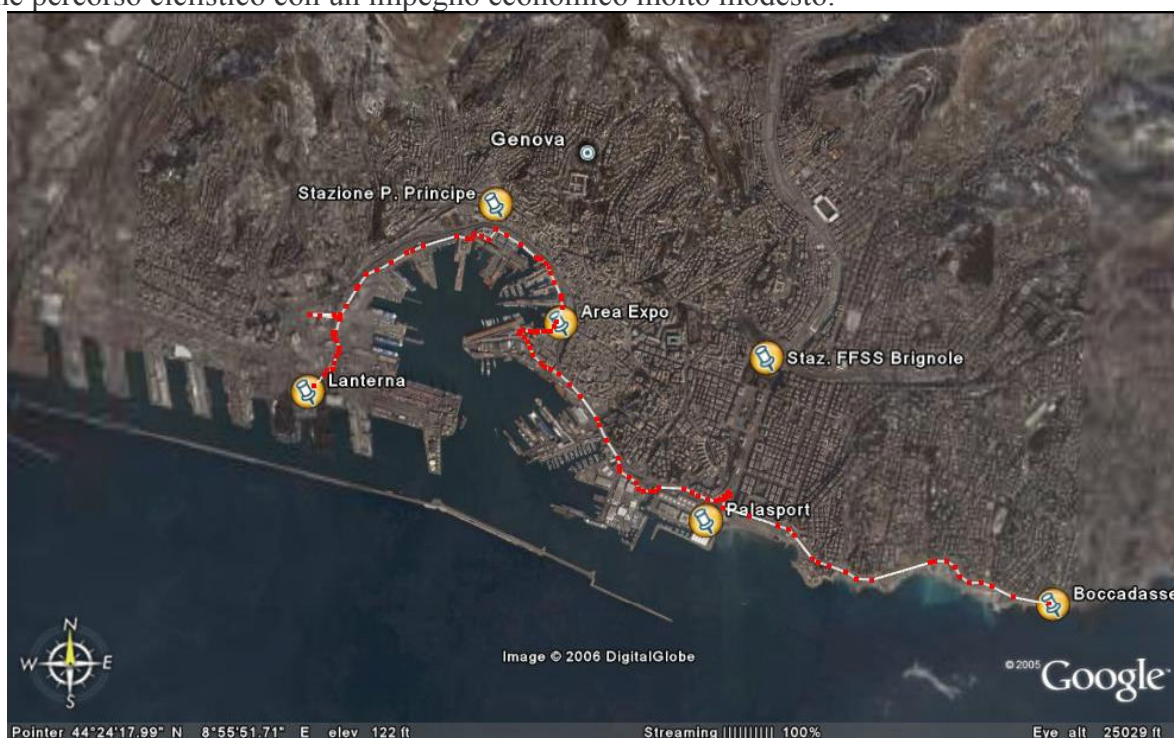 percorso ciclistico con un impegno economico molto modesto.
Genova
Stazione P. Principe
Area Expo
Staz. FFSS Brignole
Lanterna
Palasport
Boccadasse
N
W E
S
Image © 2006 DigitalGlobe
©2005 Google
Pointer 44°24'17.99" N 8°55'51.71" E elev 122 ft Streaming |||||||||| 100% Eye alt 25029 ft